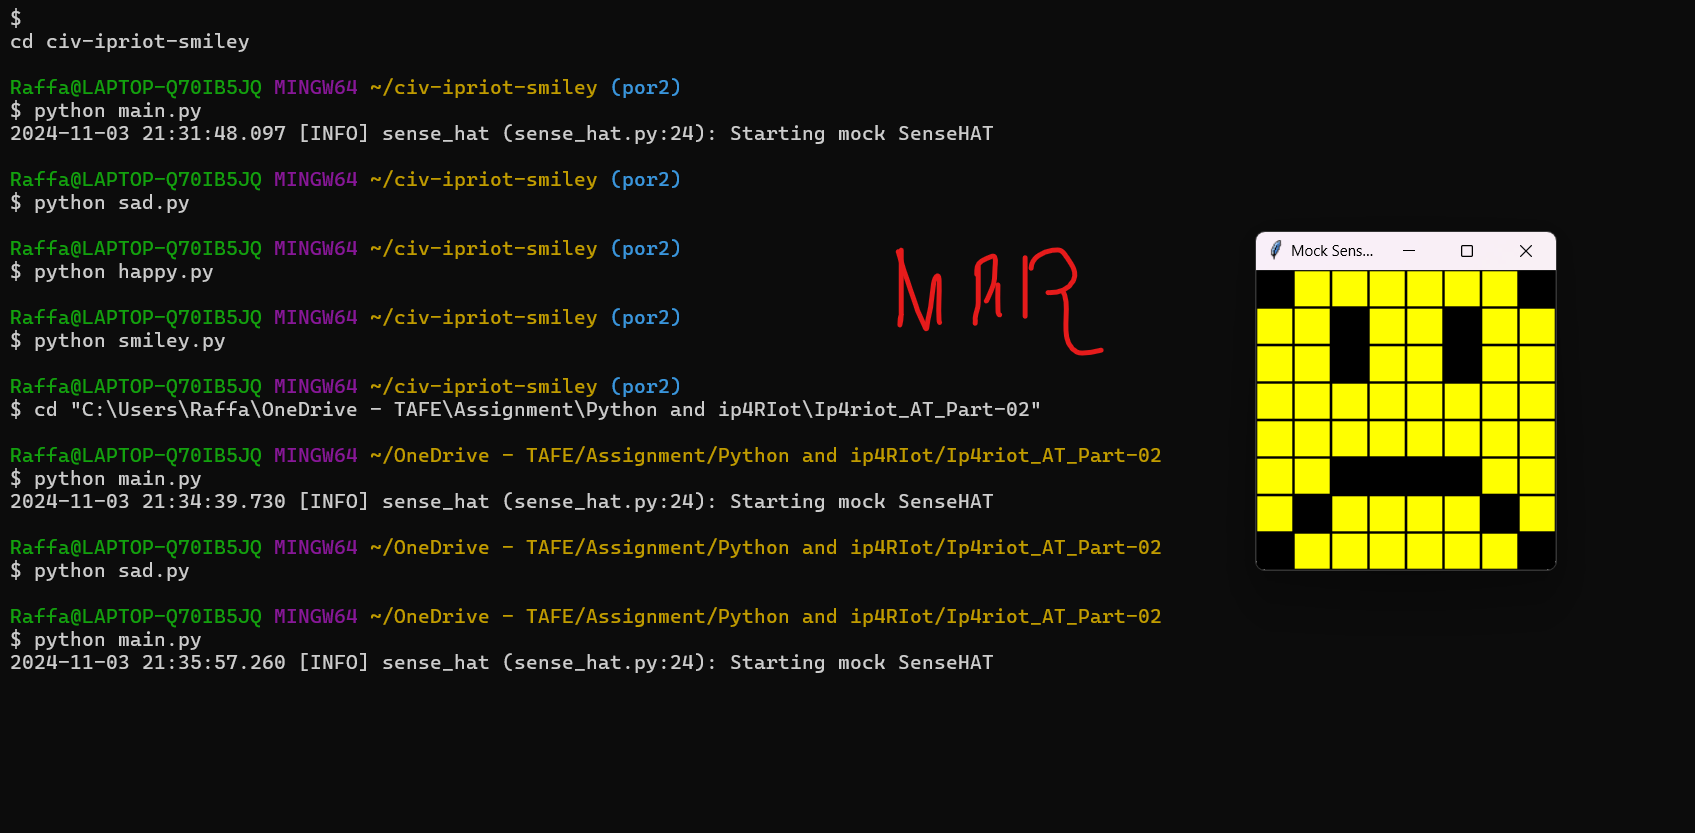 $
cd civ-ipriot-smiley
Raffa@LAPTOP-Q70IB5JQ MINGW64 ~/civ-ipriot-smiley (por2)
$ python main.py
2024-11-03 21:31:48.097 [INFO] sense_hat (sense_hat.py:24): Starting mock SenseHAT
Raffa@LAPTOP-Q70IB5JQ MINGW64 ~/civ-ipriot-smiley (por2)
$ python sad.py
Raffa@LAPTOP-Q70IB5JQ MINGW64 ~/civ-ipriot-smiley (por2)
$ python happy.py
Raffa@LAPTOP-Q70IB5JQ MINGW64 ~/civ-ipriot-smiley (por2)
$ python smiley.py
Raffa@LAPTOP-Q70IB5JQ MINGW64 ~/civ-ipriot-smiley (por2)
$ cd "C:\Users\Raffa\OneDrive - TAFE\Assignment\Python and ip4RIot\Ip4riot_AT_Part-02"
Raffa@LAPTOP-Q70IB5JQ MINGW64 ~/OneDrive - TAFE/Assignment/Python and ip4RIot/Ip4riot_AT_Part-02
$ python main.py
2024-11-03 21:34:39.730 [INFO] sense_hat (sense_hat.py:24): Starting mock SenseHAT
Raffa@LAPTOP-Q70IB5JQ MINGW64 ~/OneDrive - TAFE/Assignment/Python and ip4RIot/Ip4riot_AT_Part-02
$ python sad.py
Raffa@LAPTOP-Q70IB5JQ MINGW64 ~/OneDrive - TAFE/Assignment/Python and ip4RIot/Ip4riot_AT_Part-02
$ python main.py
2024-11-03 21:35:57.260 [INFO] sense_hat (sense_hat.py:24): Starting mock SenseHAT
MAR
Mock Sens...